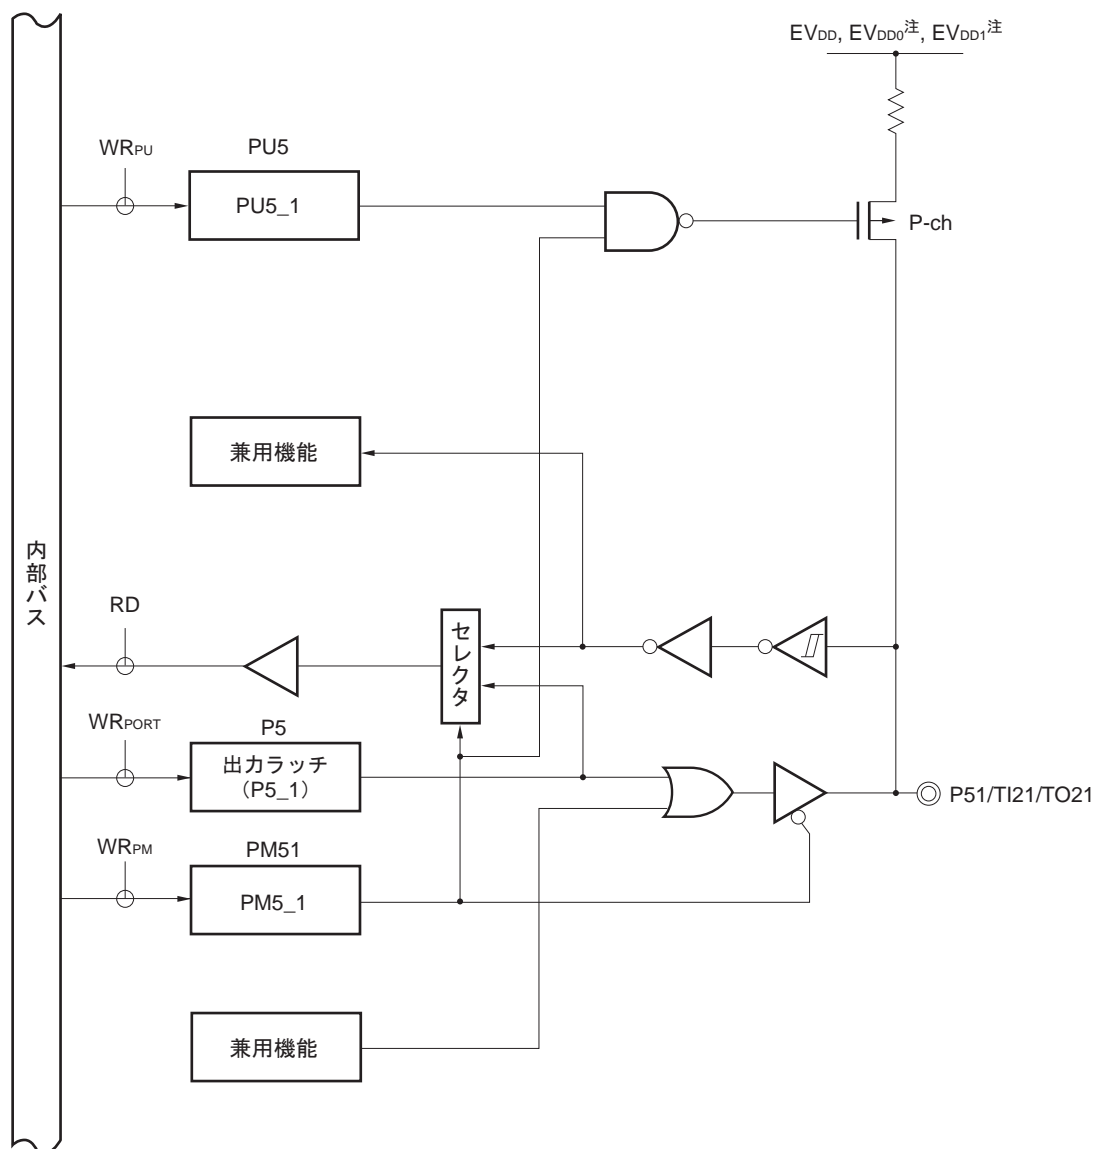 EVDD, EVDD0注, EVDD1注
WRPU
PU5
PU5_1
P-ch
兼用機能
内部バス
RD
セレクタ
WRPORT
P5
出力ラッチ
（P5_1）
P51/TI21/TO21
WRPM
PM51
PM5_1
兼用機能